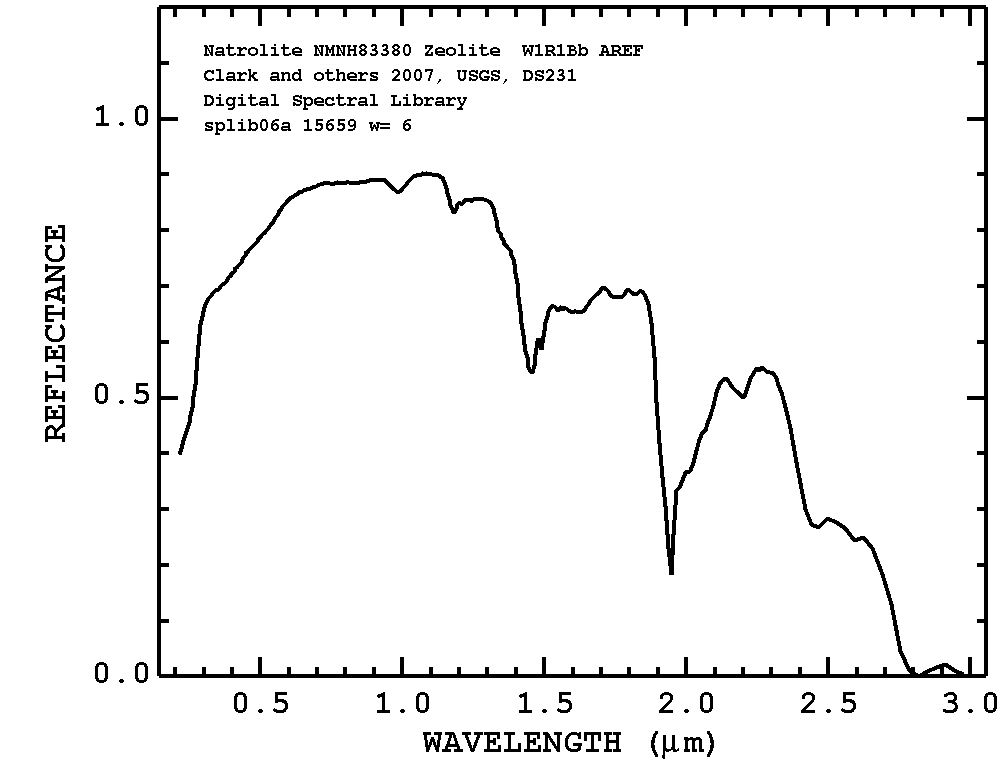 Natrolite NMNH83380 Zeolite  W1R1Bb AREF
Clark and others 2007, USGS, DS231
Digital Spectral Library
splib06a 15659 w= 6
1.0
0.5
0.0
REFLECTANCE
0.5 1.0 1.5 2.0 2.5 3.0
WAVELENGTH (μm)